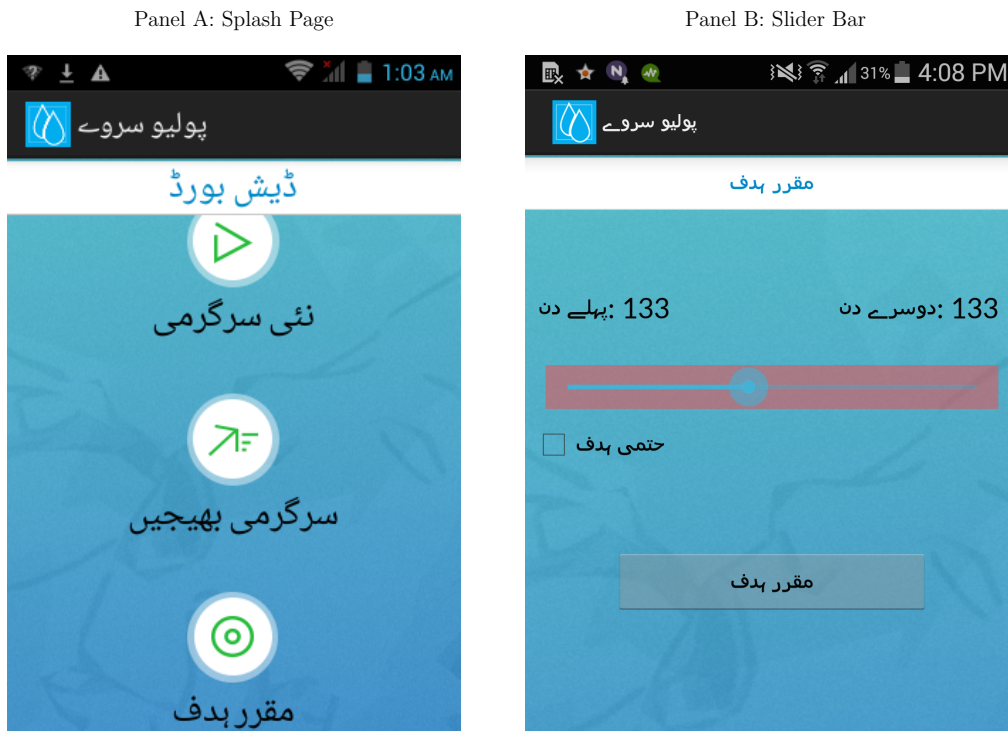 Panel A: Splash Page
1:03 AM
پولیو سروے
ڈیش بورڈ
نئی سرگرمی
سرگرمی بھیجیں
مقرر ہدف
Panel B: Slider Bar
31% 4:08 PM
پولیو سروے
مقرر ہدف
پہلے دن: 133
دوسرے دن: 133
حتمی ہدف
مقرر ہدف